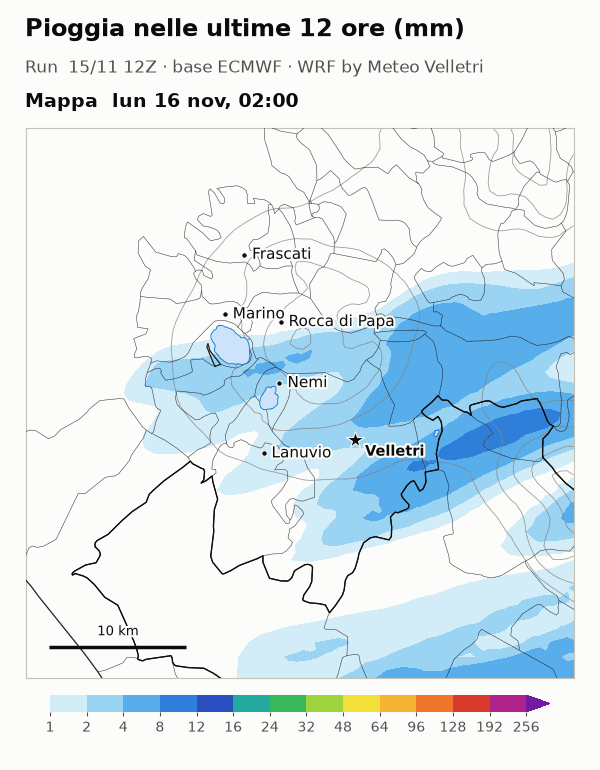 Pioggia nelle ultime 12 ore (mm)
Run  15/11 12Z · base ECMWF · WRF by Meteo Velletri
Mappa  lun 16 nov, 02:00
Frascati
Marino
Rocca di Papa
Nemi
Velletri
Lanuvio
10 km
1 2 4 8 12 16 24 32 48 64 96 128 192 256